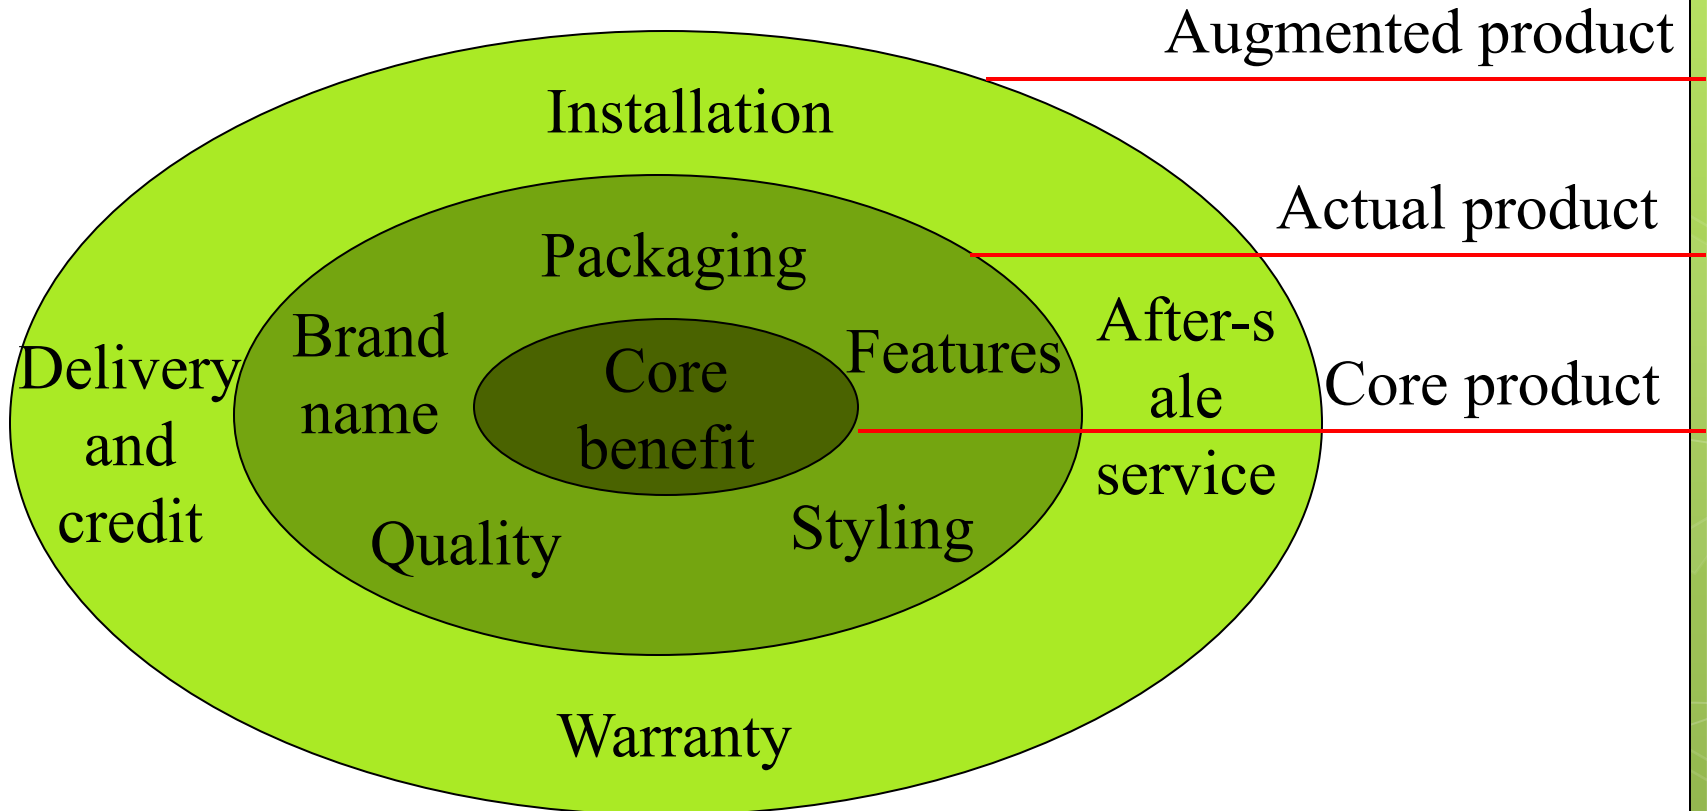 Augmented product
Installation
Actual product
Packaging
Brand
name
Features
After-s
ale
service
Delivery
and
credit
Core
benefit
Core product
Quality
Styling
Warranty